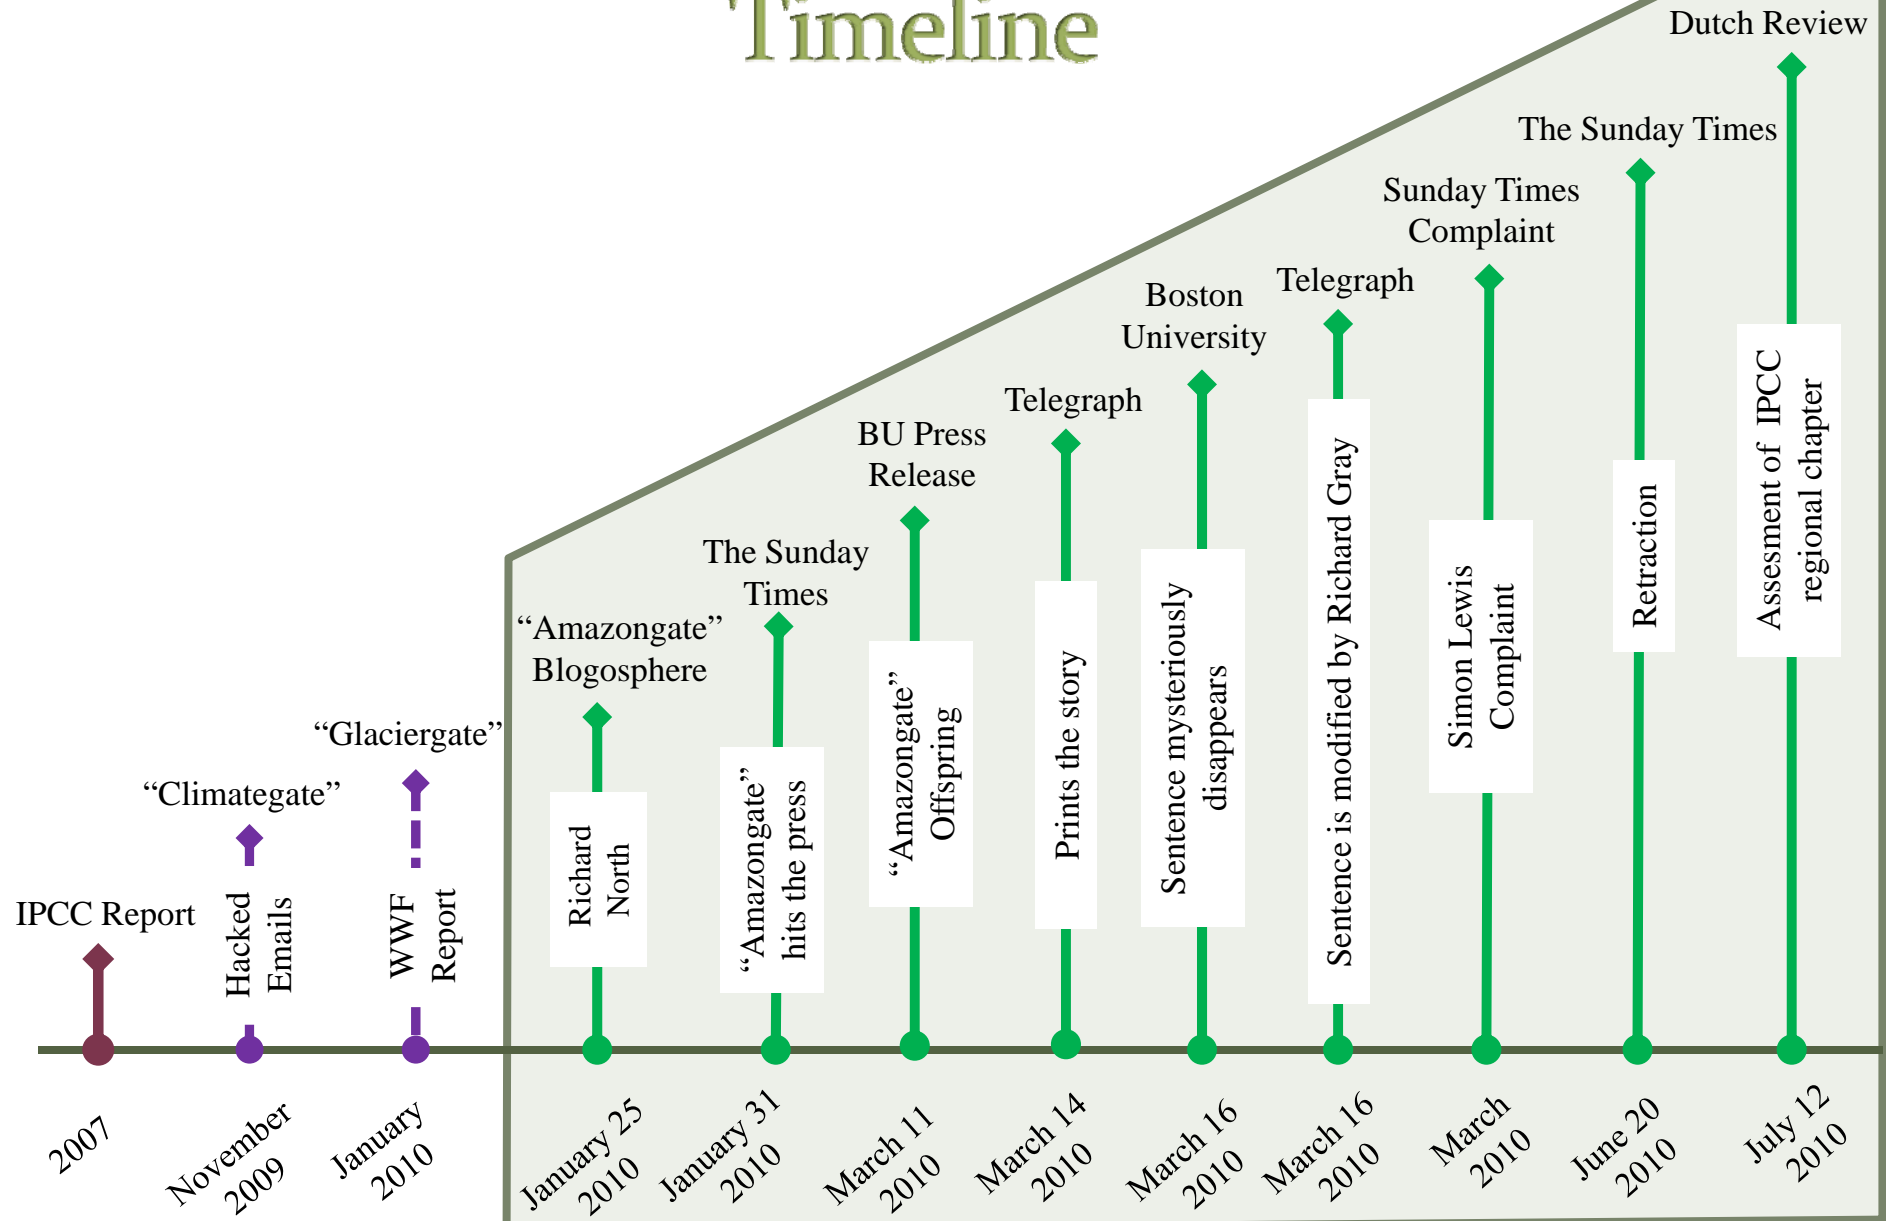 Timeline
IPCC Report
2007
“Climategate”
Hacked
Emails
November
2009
“Glaciergate”
WWF
Report
January
2010
“Amazongate”
Blogosphere
Richard
North
January 25
2010
The Sunday
Times
“Amazongate”
hits the press
January 31
2010
BU Press
Release
“Amazongate”
Offspring
March 11
2010
Telegraph
Prints the story
March 14
2010
Boston
University
Sentence mysteriously
disappears
March 16
2010
Telegraph
Sentence is modified by Richard Gray
March 16
2010
Sunday Times
Complaint
Simon Lewis
Complaint
March
2010
The Sunday Times
Retraction
June 20
2010
Dutch Review
Assesment of IPCC
regional chapter
July 12
2010